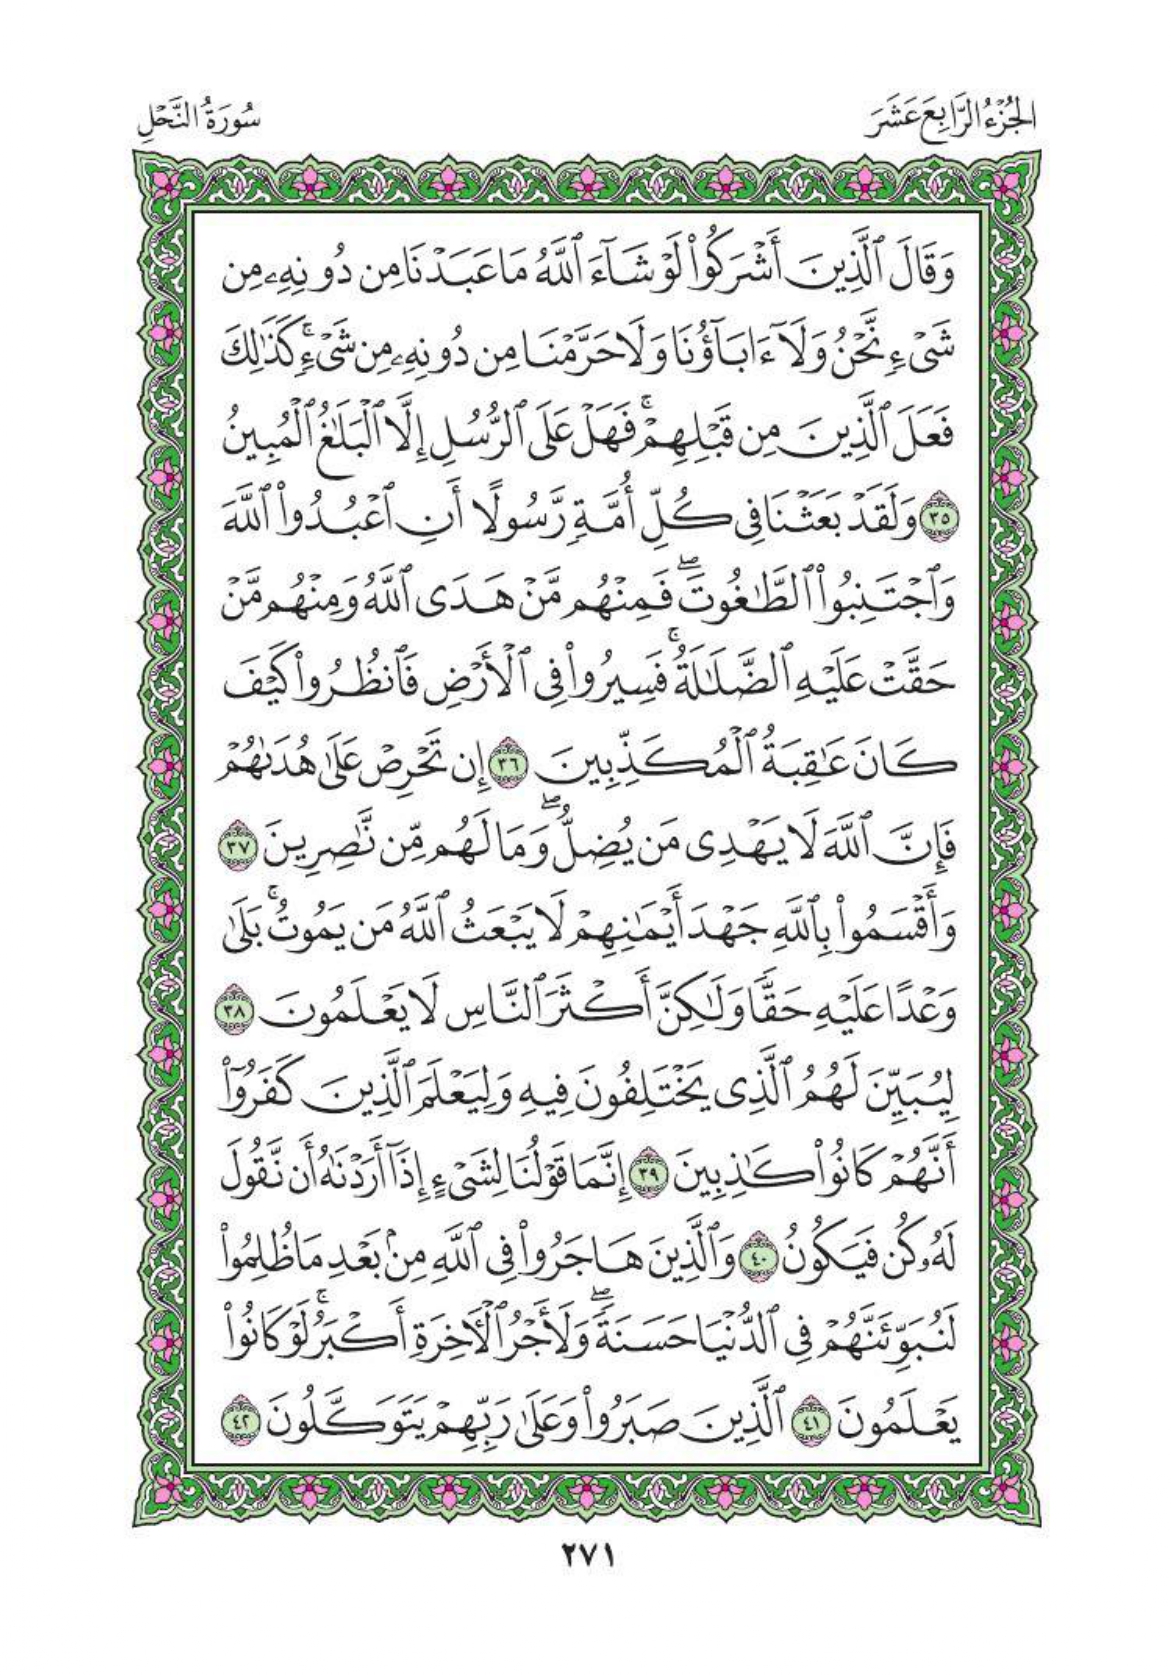 الجُزْءُ الرَّابِعَ عَشَرَ
سُورَةُ النَّحْلِ
وَقَالَ ٱلَّذِينَ أَشْرَكُوا۟ لَوْ شَآءَ ٱللَّهُ مَا عَبَدْنَا مِن دُونِهِۦ مِن
شَىْءٍ نَّحْنُ وَلَآ ءَابَآؤُنَا وَلَا حَرَّمْنَا مِن دُونِهِۦ مِن شَىْءٍۚ كَذَٰلِكَ
فَعَلَ ٱلَّذِينَ مِن قَبْلِهِمْۚ فَهَلْ عَلَى ٱلرُّسُلِ إِلَّا ٱلْبَلَٰغُ ٱلْمُبِينُ
٣٥ وَلَقَدْ بَعَثْنَا فِى كُلِّ أُمَّةٍ رَّسُولًا أَنِ ٱعْبُدُوا۟ ٱللَّهَ
وَٱجْتَنِبُوا۟ ٱلطَّٰغُوتَۖ فَمِنْهُم مَّنْ هَدَى ٱللَّهُ وَمِنْهُم مَّنْ
حَقَّتْ عَلَيْهِ ٱلضَّلَٰلَةُۚ فَسِيرُوا۟ فِى ٱلْأَرْضِ فَٱنظُرُوا۟ كَيْفَ
كَانَ عَٰقِبَةُ ٱلْمُكَذِّبِينَ ٣٦ إِن تَحْرِصْ عَلَىٰ هُدَىٰهُمْ
فَإِنَّ ٱللَّهَ لَا يَهْدِى مَن يُضِلُّۖ وَمَا لَهُم مِّن نَّٰصِرِينَ ٣٧
وَأَقْسَمُوا۟ بِٱللَّهِ جَهْدَ أَيْمَٰنِهِمْ لَا يَبْعَثُ ٱللَّهُ مَن يَمُوتُۚ بَلَىٰ
وَعْدًا عَلَيْهِ حَقًّا وَلَٰكِنَّ أَكْثَرَ ٱلنَّاسِ لَا يَعْلَمُونَ ٣٨
لِيُبَيِّنَ لَهُمُ ٱلَّذِى يَخْتَلِفُونَ فِيهِ وَلِيَعْلَمَ ٱلَّذِينَ كَفَرُوٓا۟
أَنَّهُمْ كَانُوا۟ كَٰذِبِينَ ٣٩ إِنَّمَا قَوْلُنَا لِشَىْءٍ إِذَآ أَرَدْنَٰهُ أَن نَّقُولَ
لَهُۥ كُن فَيَكُونُ ٤٠ وَٱلَّذِينَ هَاجَرُوا۟ فِى ٱللَّهِ مِنۢ بَعْدِ مَا ظُلِمُوا۟
لَنُبَوِّئَنَّهُمْ فِى ٱلدُّنْيَا حَسَنَةًۖ وَلَأَجْرُ ٱلْءَاخِرَةِ أَكْبَرُۚ لَوْ كَانُوا۟
يَعْلَمُونَ ٤١ ٱلَّذِينَ صَبَرُوا۟ وَعَلَىٰ رَبِّهِمْ يَتَوَكَّلُونَ ٤٢
٢٧١